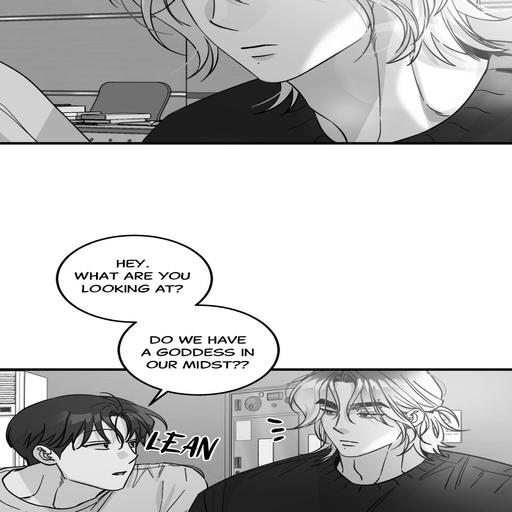 HEY.
WHAT ARE YOU
LOOKING AT?
DO WE HAVE
A GODDESS IN
OUR MIDST??
LEAN